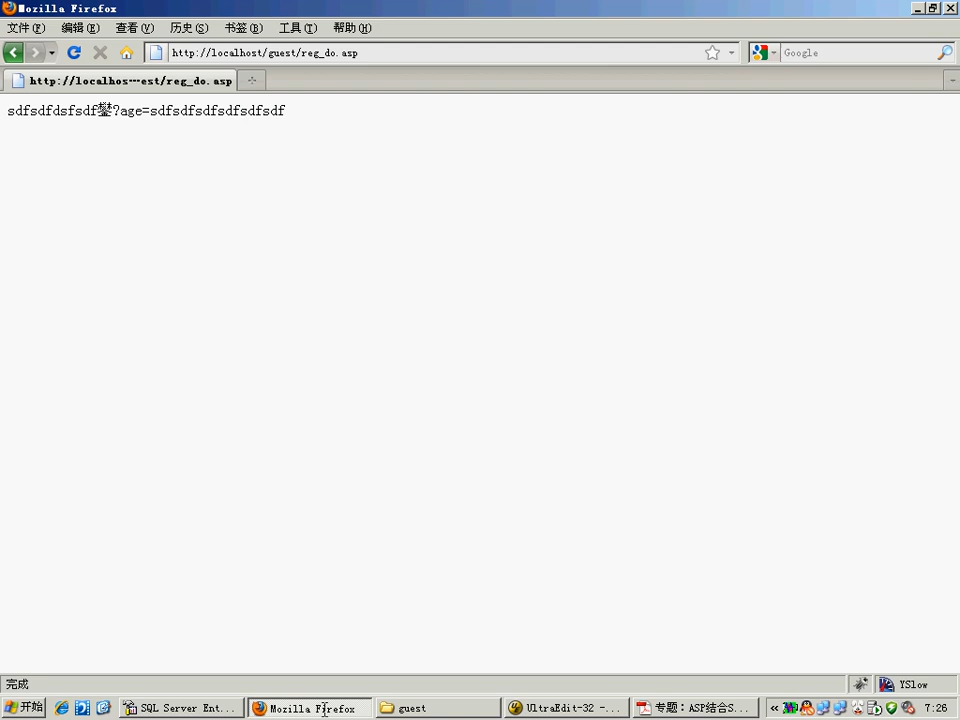 Mozilla Firefox
文件(F) 编辑(E) 查看(V) 历史(S) 书签(B) 工具(T) 帮助(H)
http://localhost/guest/reg_do.asp Google
http://localhos...est/reg_do.asp
sdfsdfdsfsdf鐢?age=sdfsdfsdfsdfsdfsdf
完成 YSlow
开始 SQL Server Ent... Mozilla Firefox guest UltraEdit-32 -... 专题：ASP结合S... « 7:26